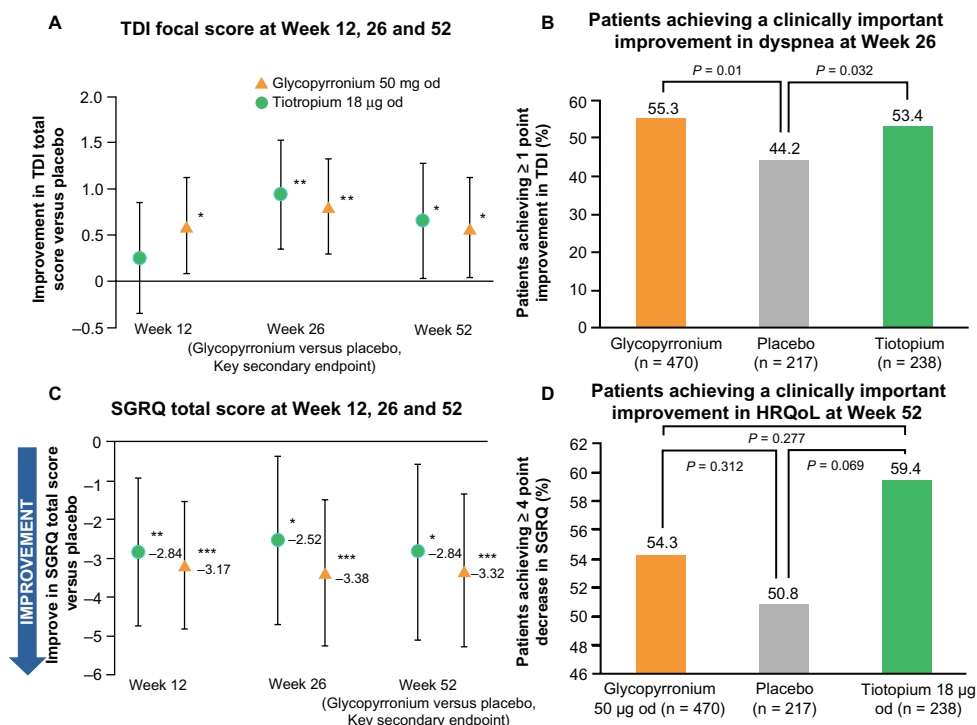 A
TDI focal score at Week 12, 26 and 52
Glycopyrronium 50 mg od
Tiotropium 18 μg od
Improvement in TDI total
score versus placebo
2.0
1.5
1.0
0.5
0
–0.5
*
**
**
*
*
Week 12
Week 26
Week 52
(Glycopyrronium versus placebo,
Key secondary endpoint)
B
Patients achieving a clinically important
improvement in dyspnea at Week 26
P = 0.01
P = 0.032
Patients achieving ≥ 1 point
improvement in TDI (%)
60
50
40
30
20
10
0
55.3
44.2
53.4
Glycopyrronium
(n = 470)
Placebo
(n = 217)
Tiotopium
(n = 238)
C
SGRQ total score at Week 12, 26 and 52
IMPROVEMENT
Improve in SGRQ total score
versus placebo
0
–1
–2
–3
–4
–5
–6
**
–2.84
***
–3.17
*
–2.52
***
–3.38
*
–2.84
***
–3.32
Week 12
Week 26
Week 52
(Glycopyrronium versus placebo,
Key secondary endpoint)
D
Patients achieving a clinically important
improvement in HRQoL at Week 52
P = 0.277
P = 0.312
P = 0.069
Patients achieving ≥ 4 point
decrease in SGRQ (%)
62
60
58
56
54
52
50
48
46
54.3
50.8
59.4
Glycopyrronium
50 μg od (n = 470)
Placebo
(n = 217)
Tiotopium 18 μg
od (n = 238)